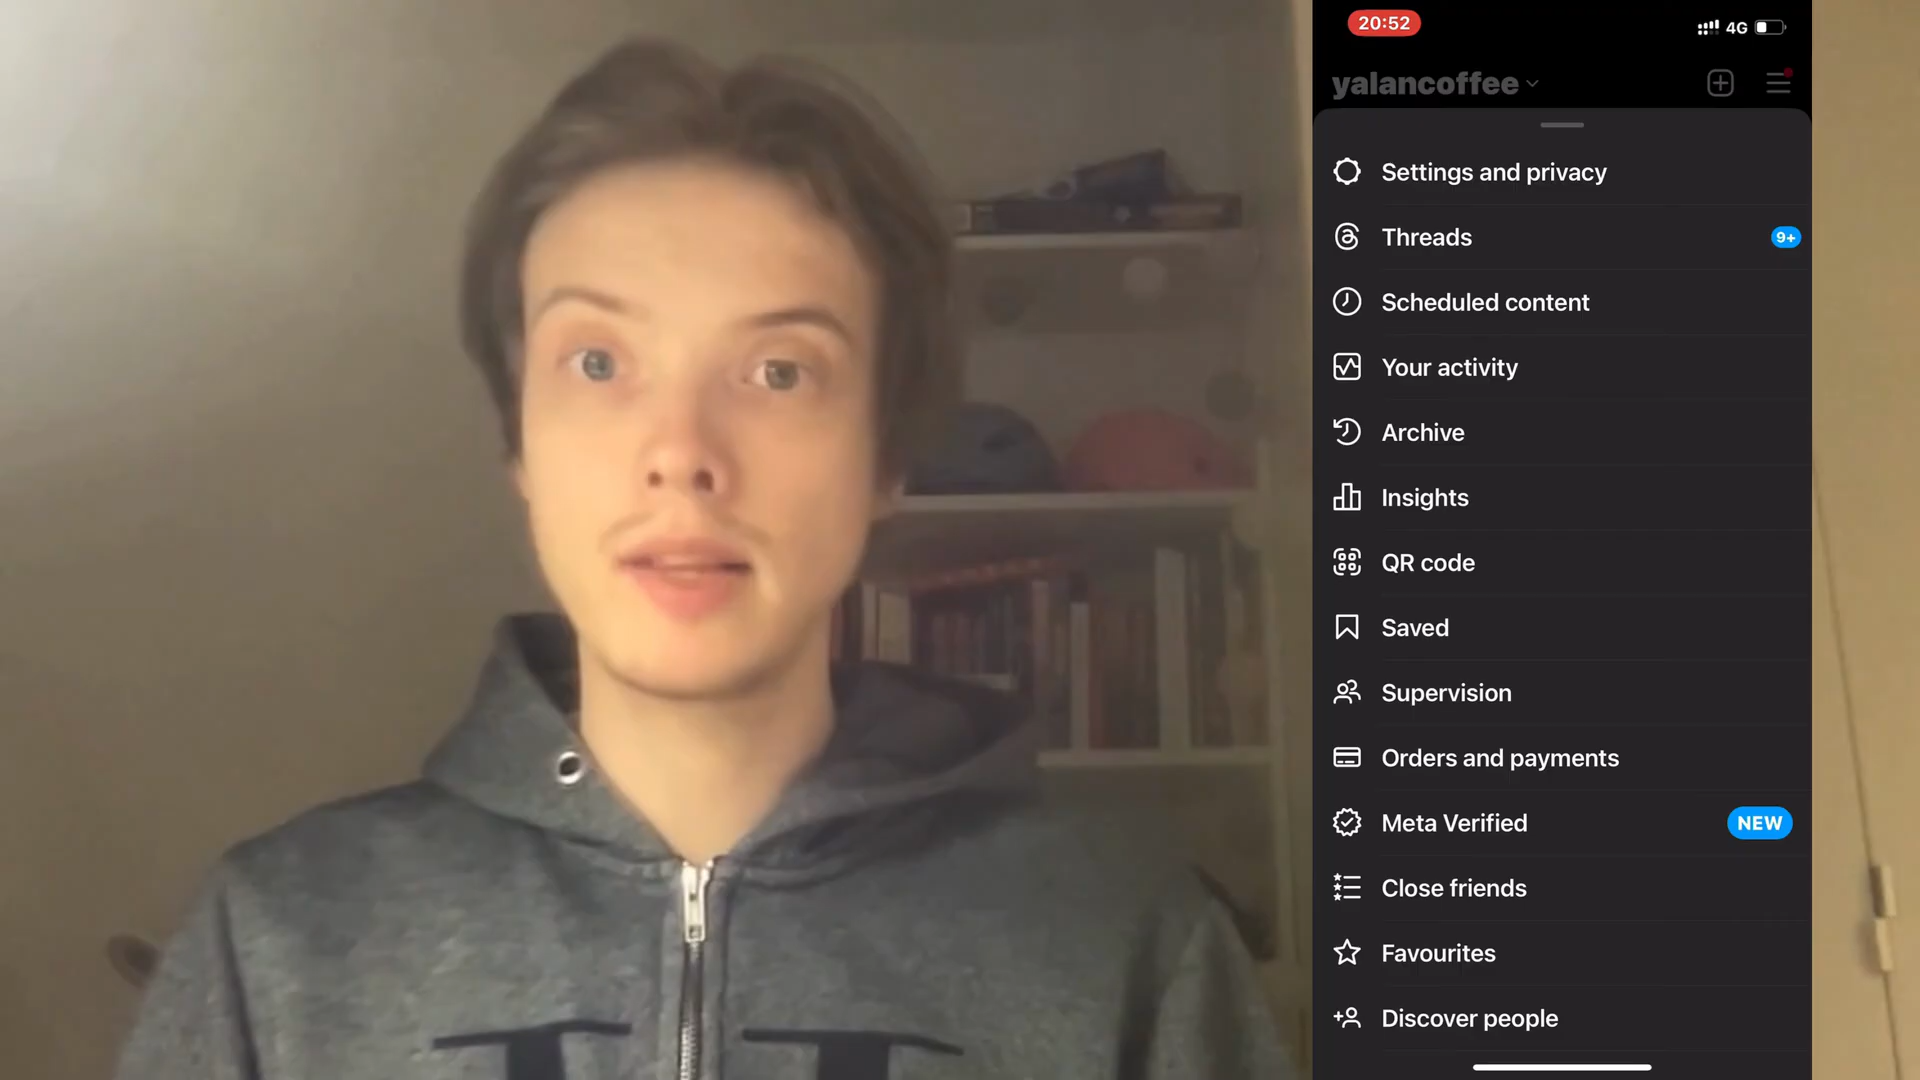 20:52
4G
yalancoffee
Settings and privacy
Threads
9+
Scheduled content
Your activity
Archive
Insights
QR code
Saved
Supervision
Orders and payments
Meta Verified
NEW
Close friends
Favourites
Discover people